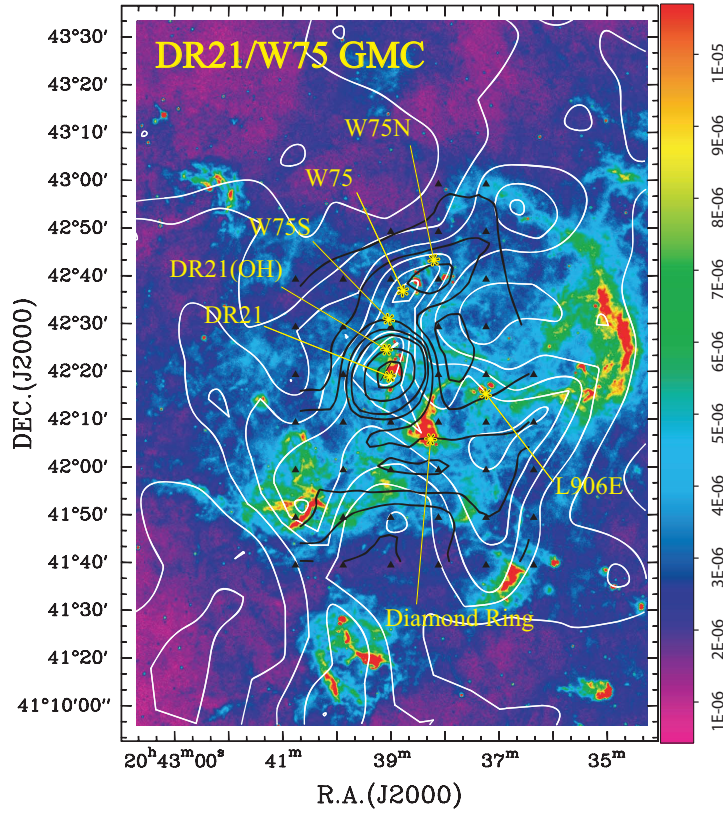 DR21/W75 GMC
W75N
W75
W75S
DR21(OH)
DR21
L906E
Diamond Ring
43°30′
43°20′
43°10′
43°00′
42°50′
42°40′
42°30′
42°20′
42°10′
42°00′
41°50′
41°40′
41°30′
41°20′
41°10′00″
DEC.(J2000)
20ʰ43ᵐ00ˢ
41ᵐ
39ᵐ
37ᵐ
35ᵐ
R.A.(J2000)
1E-05
9E-06
8E-06
7E-06
6E-06
5E-06
4E-06
3E-06
2E-06
1E-06